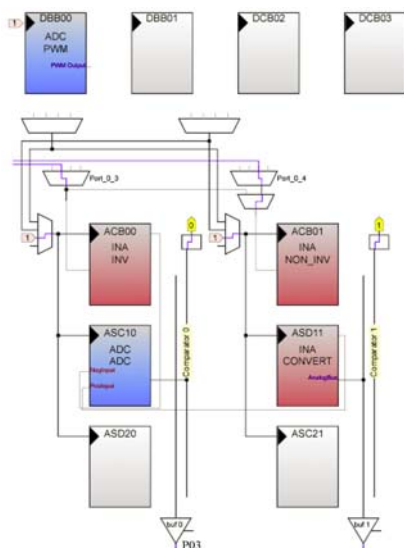 DBB00
DBB01
DCB02
DCB03
1
ADC
PWM
PWM Output...
Port_0_3
Port_0_4
0
1
1
1
ACB00
INA
INV
ACB01
INA
NON_INV
ASC10
ADC
ADC
NegInput
PosInput
Comparator 0
ASD11
INA
CONVERT
AnalogBus
Comparator 1
ASD20
ASC21
buf 0
buf 1
P03